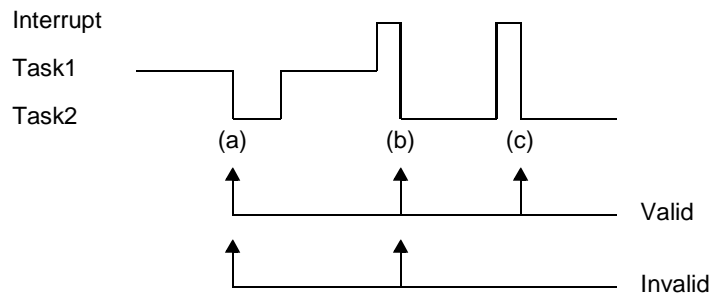 Interrupt
Task1
Task2
(a) (b) (c)
Valid
Invalid